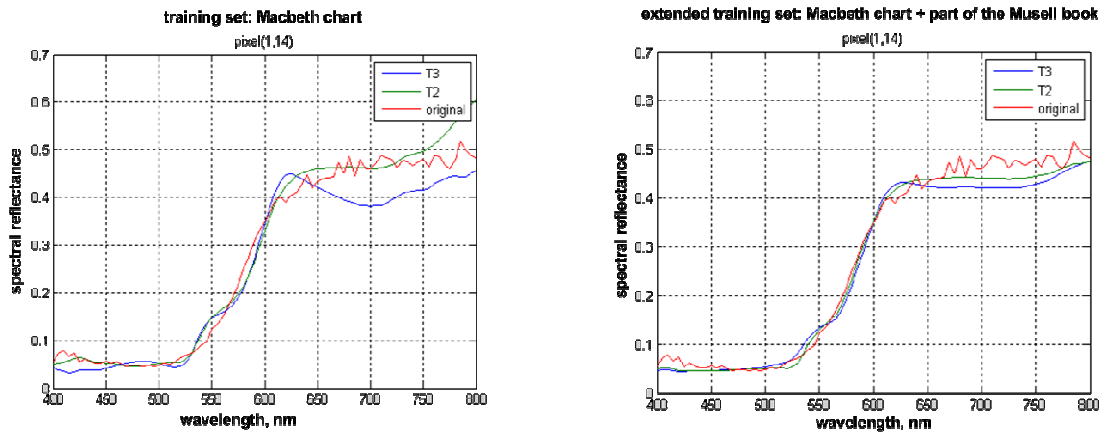 training set: Macbeth chart
pixel(1,14)
0.7
0.6
0.5
0.4
0.3
0.2
0.1
0
400 450 500 550 600 650 700 750 800
spectral reflectance
wavelength, nm
T3
T2
original
extended training set: Macbeth chart + part of the Musell book
pixel(1,14)
0.7
0.6
0.5
0.4
0.3
0.2
0.1
0
400 450 500 550 600 650 700 750 800
spectral reflectance
wavelength, nm
T3
T2
original